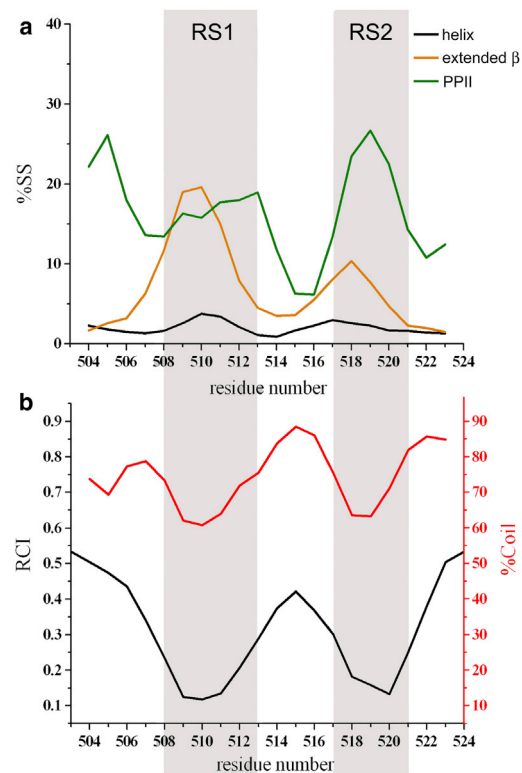 a
RS1
RS2
helix
extended β
PPII
%SS
40
30
20
10
0
504 506 508 510 512 514 516 518 520 522 524
residue number
b
RCI
0.9
0.8
0.7
0.6
0.5
0.4
0.3
0.2
0.1
90
80
70
60
50
40
30
20
10
0
%Coil
504 506 508 510 512 514 516 518 520 522 524
residue number